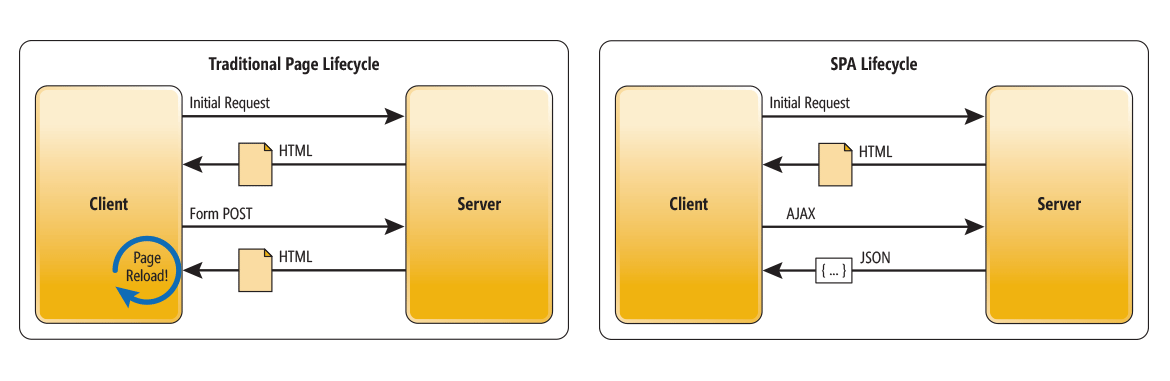 Traditional Page Lifecycle
Initial Request
HTML
Client
Server
Form POST
Page
Reload!
HTML
SPA Lifecycle
Initial Request
HTML
Client
Server
AJAX
JSON
{ ... }